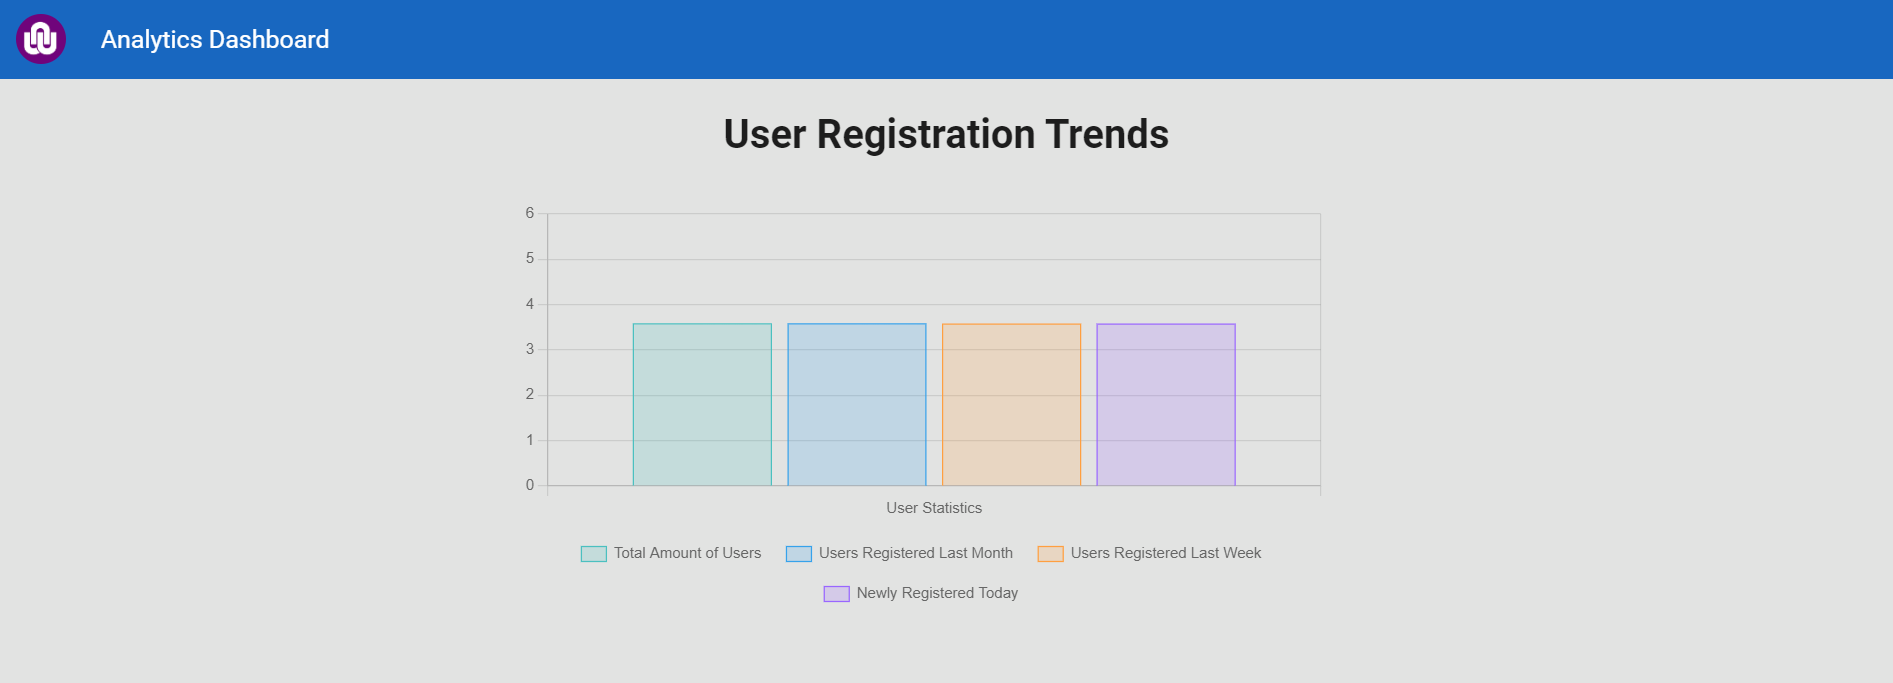 Analytics Dashboard
User Registration Trends
6
5
4
3
2
1
0
User Statistics
Total Amount of Users Users Registered Last Month Users Registered Last Week
Newly Registered Today